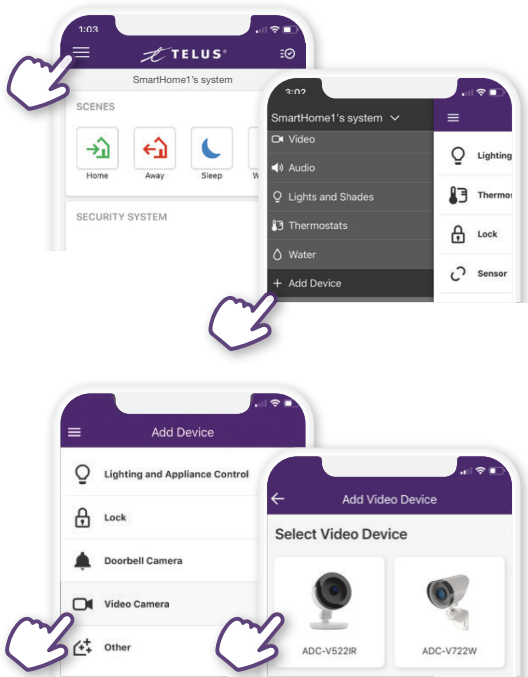 1:03
TELUS®
SmartHome1's system
SCENES
Home
Away
Sleep
W
SECURITY SYSTEM
3:02
SmartHome1's system
Video
Audio
Lights and Shades
Thermostats
Water
+ Add Device
Lighting
Thermos
Lock
Sensor
Add Device
Lighting and Appliance Control
Lock
Doorbell Camera
Video Camera
Other
Add Video Device
Select Video Device
ADC-V522IR
ADC-V722W